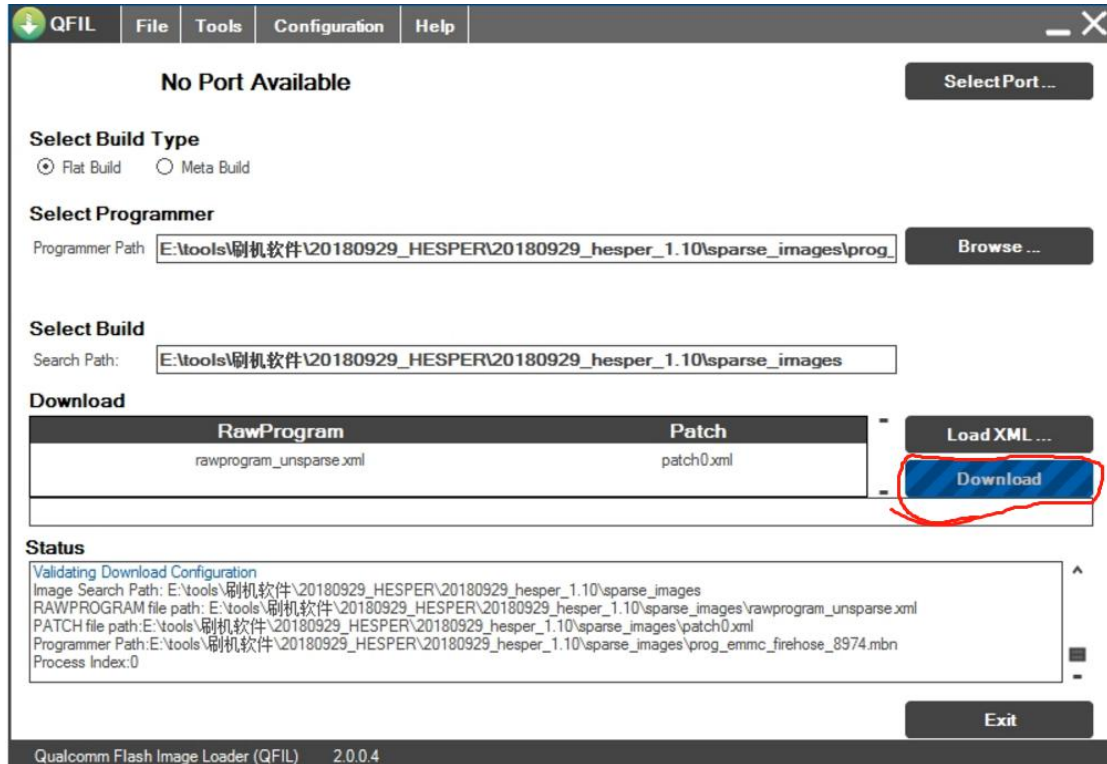 QFIL File Tools Configuration Help
No Port Available
Select Port ...
Select Build Type
Flat Build Meta Build
Select Programmer
Programmer Path E:\tools\刷机软件\20180929_HESPER\20180929_hesper_1.10\sparse_images\prog_ Browse ...
Select Build
Search Path: E:\tools\刷机软件\20180929_HESPER\20180929_hesper_1.10\sparse_images
Download
RawProgram Patch
Load XML ...
rawprogram_unsparse.xml patch0.xml
Download
Status
Validating Download Configuration
Image Search Path: E:\tools\刷机软件\20180929_HESPER\20180929_hesper_1.10\sparse_images
RAWPROGRAM file path: E:\tools\刷机软件\20180929_HESPER\20180929_hesper_1.10\sparse_images\rawprogram_unsparse.xml
PATCH file path:E:\tools\刷机软件\20180929_HESPER\20180929_hesper_1.10\sparse_images\patch0.xml
Programmer Path:E:\tools\刷机软件\20180929_HESPER\20180929_hesper_1.10\sparse_images\prog_emmc_firehose_8974.mbn
Process Index:0
Exit
Qualcomm Flash Image Loader (QFIL) 2.0.0.4